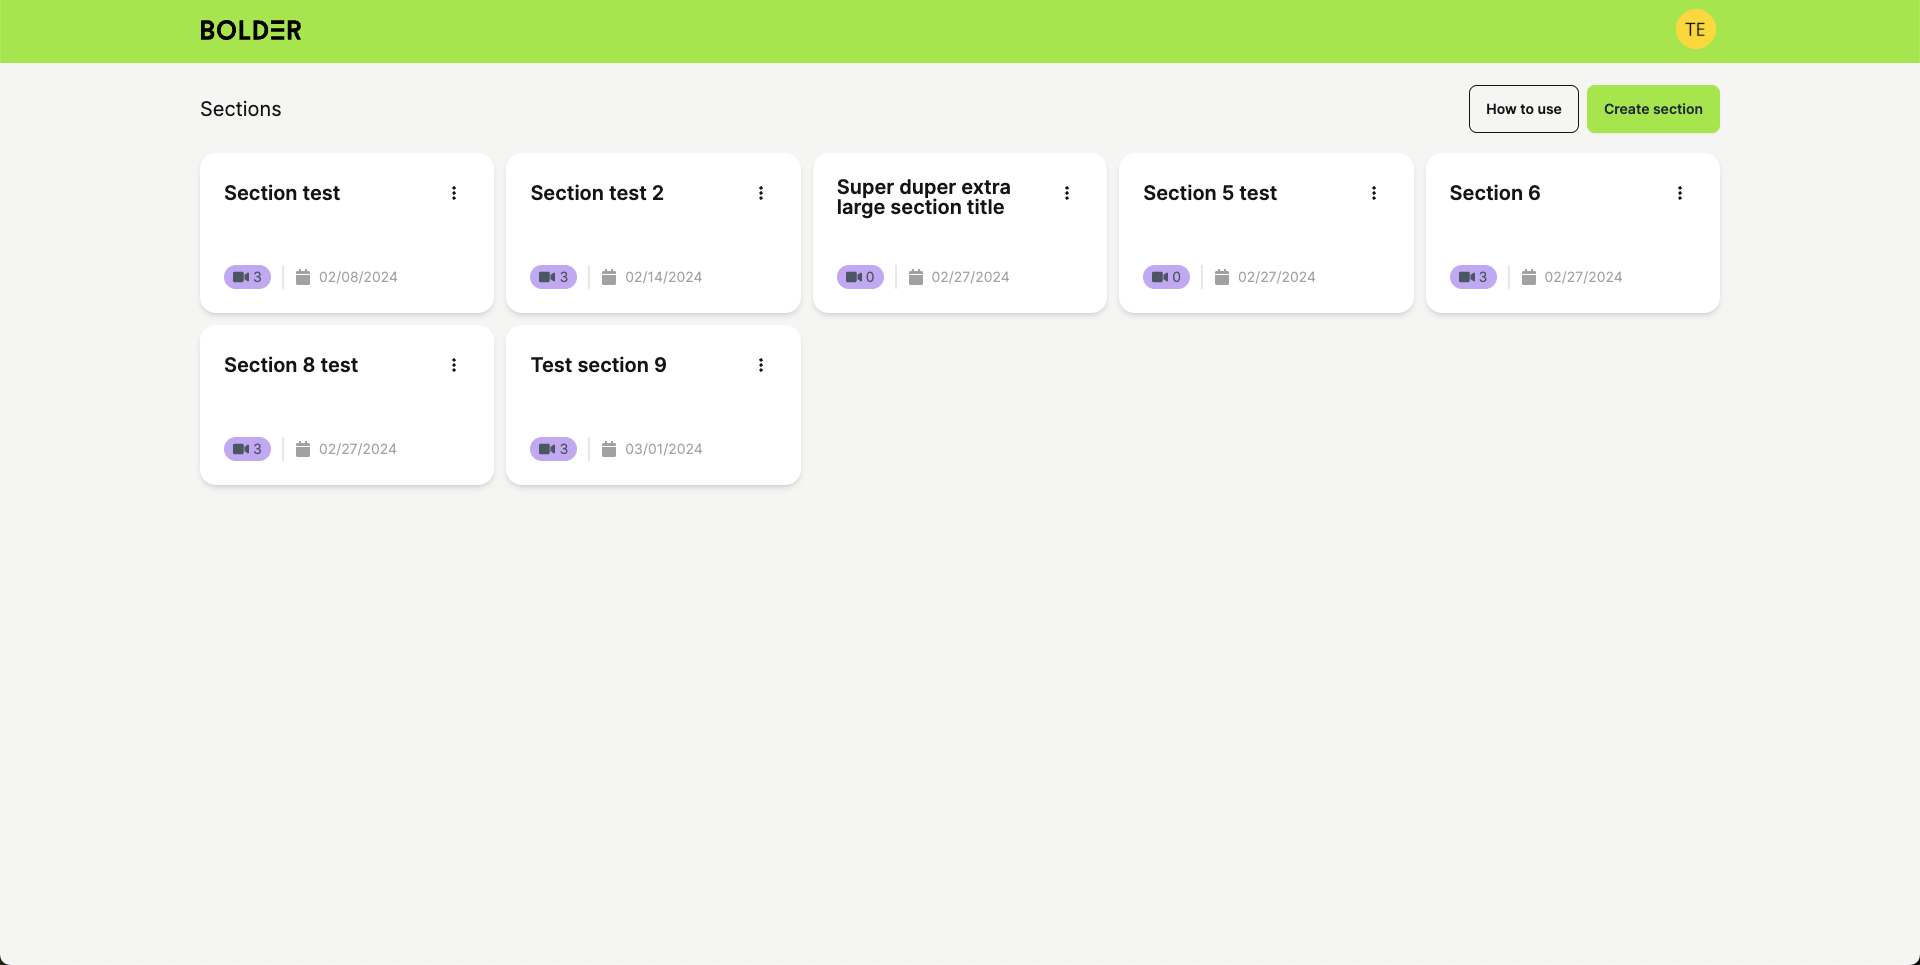 BOLDER
TE
Sections
How to use
Create section
Section test
3
02/08/2024
Section test 2
3
02/14/2024
Super duper extra
large section title
0
02/27/2024
Section 5 test
0
02/27/2024
Section 6
3
02/27/2024
Section 8 test
3
02/27/2024
Test section 9
3
03/01/2024